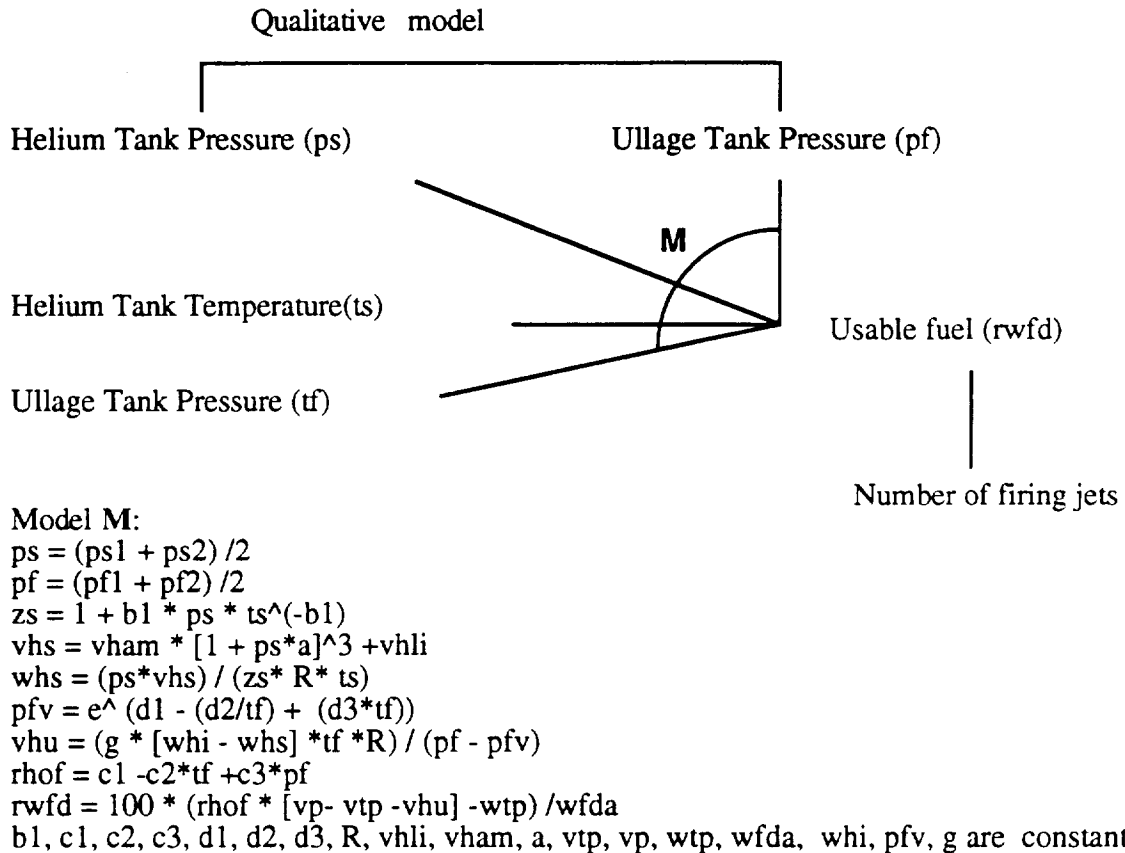 Qualitative model
Helium Tank Pressure (ps)
Ullage Tank Pressure (pf)
M
Helium Tank Temperature(ts)
Usable fuel (rwfd)
Ullage Tank Pressure (tf)
Number of firing jets
Model M:
ps = (ps1 + ps2) /2
pf = (pf1 + pf2) /2
zs = 1 + b1 * ps * ts^(-b1)
vhs = vham * [1 + ps*a]^3 +vhli
whs = (ps*vhs) / (zs* R* ts)
pfv = e^ (d1 - (d2/tf) + (d3*tf))
vhu = (g * [whi - whs] *tf *R) / (pf - pfv)
rhof = c1 -c2*tf +c3*pf
rwfd = 100 * (rhof * [vp- vtp -vhu] -wtp) /wfda
b1, c1, c2, c3, d1, d2, d3, R, vhli, vham, a, vtp, vp, wtp, wfda, whi, pfv, g are constant